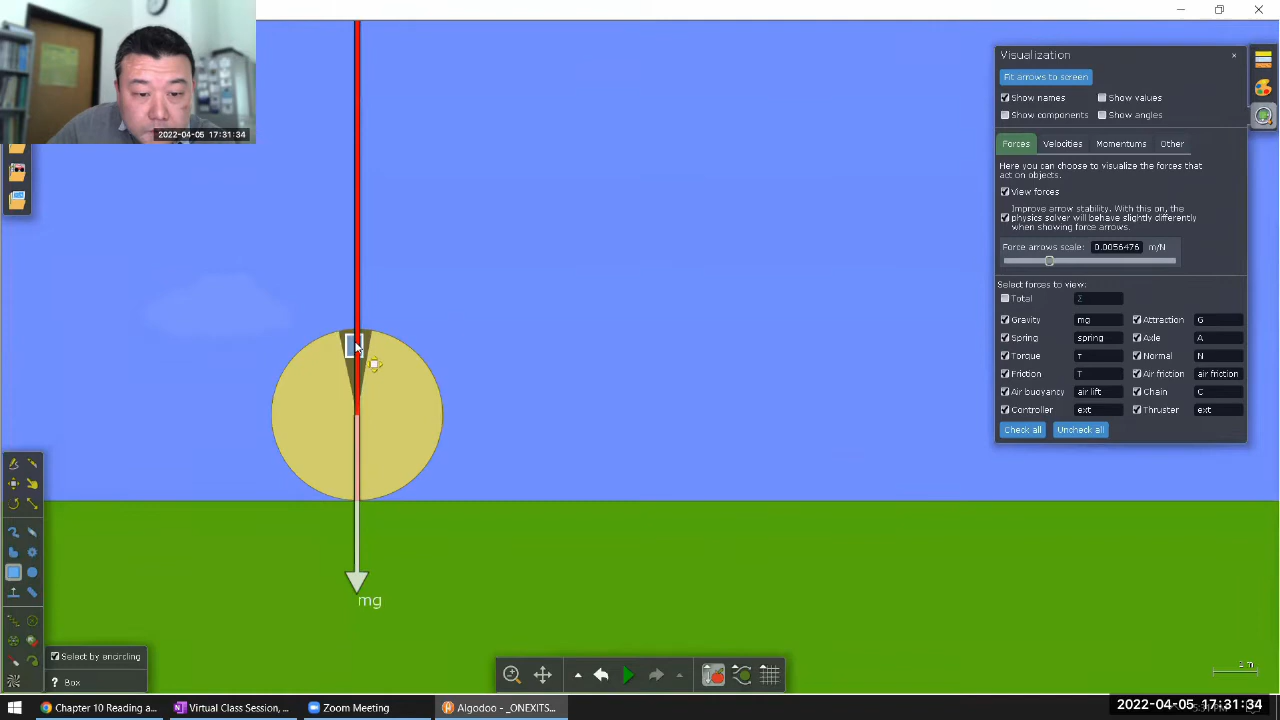 2022-04-05 17:31:34
Visualization
Fit arrows to screen
Show names
Show values
Show components
Show angles
Forces
Velocities
Momentums
Other
Here you can choose to visualize the forces that
act on objects.
View forces
Improve arrow stability. With this on, the
physics solver will behave slightly differently
when showing force arrows.
Force arrows scale: 0.0056476 m/N
Select forces to view:
Total Σ
Gravity mg
Attraction G
Spring spring
Axle A
Torque τ
Normal N
Friction T
Air friction air friction
Air buoyancy air lift
Chain C
Controller ext
Thruster ext
Check all
Uncheck all
mg
Select by encircling
? Box
1 m
Chapter 10 Reading a...
Virtual Class Session, ...
Zoom Meeting
Algodoo - _ONEXITS...
2022-04-05 17:31:34